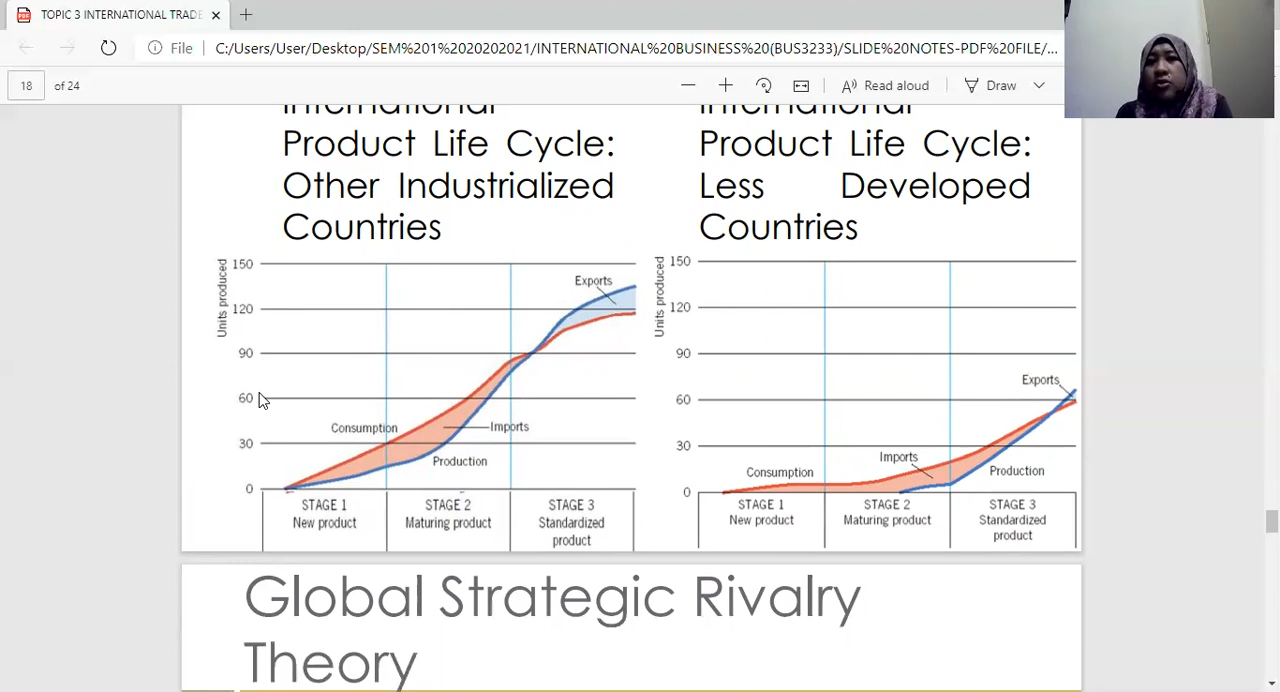 TOPIC 3 INTERNATIONAL TRADE
File
C:/Users/User/Desktop/SEM%201%2020202021/INTERNATIONAL%20BUSINESS%20(BUS3233)/SLIDE%20NOTES-PDF%20FILE/...
18 of 24
Read aloud
Draw
International
Product Life Cycle:
Other Industrialized
Countries
Units produced
150
120
90
60
30
0
Exports
Consumption
Imports
Production
STAGE 1
New product
STAGE 2
Maturing product
STAGE 3
Standardized
product
International
Product Life Cycle:
Less Developed
Countries
Units produced
150
120
90
60
30
0
Exports
Imports
Consumption
Production
STAGE 1
New product
STAGE 2
Maturing product
STAGE 3
Standardized
product
Global Strategic Rivalry
Theory